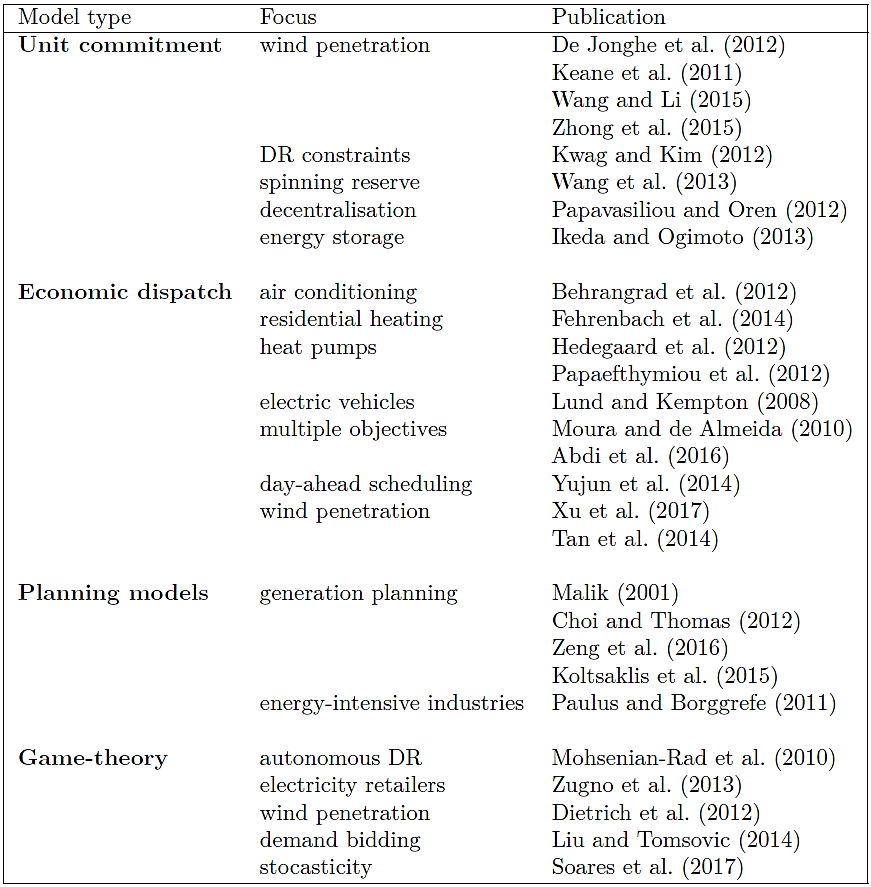 Model type Focus Publication
Unit commitment wind penetration De Jonghe et al. (2012)
Keane et al. (2011)
Wang and Li (2015)
Zhong et al. (2015)
DR constraints Kwag and Kim (2012)
spinning reserve Wang et al. (2013)
decentralisation Papavasiliou and Oren (2012)
energy storage Ikeda and Ogimoto (2013)
Economic dispatch air conditioning Behrangrad et al. (2012)
residential heating Fehrenbach et al. (2014)
heat pumps Hedegaard et al. (2012)
Papaefthymiou et al. (2012)
electric vehicles Lund and Kempton (2008)
multiple objectives Moura and de Almeida (2010)
Abdi et al. (2016)
day-ahead scheduling Yujun et al. (2014)
wind penetration Xu et al. (2017)
Tan et al. (2014)
Planning models generation planning Malik (2001)
Choi and Thomas (2012)
Zeng et al. (2016)
Koltsaklis et al. (2015)
energy-intensive industries Paulus and Borggrefe (2011)
Game-theory autonomous DR Mohsenian-Rad et al. (2010)
electricity retailers Zugno et al. (2013)
wind penetration Dietrich et al. (2012)
demand bidding Liu and Tomsovic (2014)
stocasticity Soares et al. (2017)